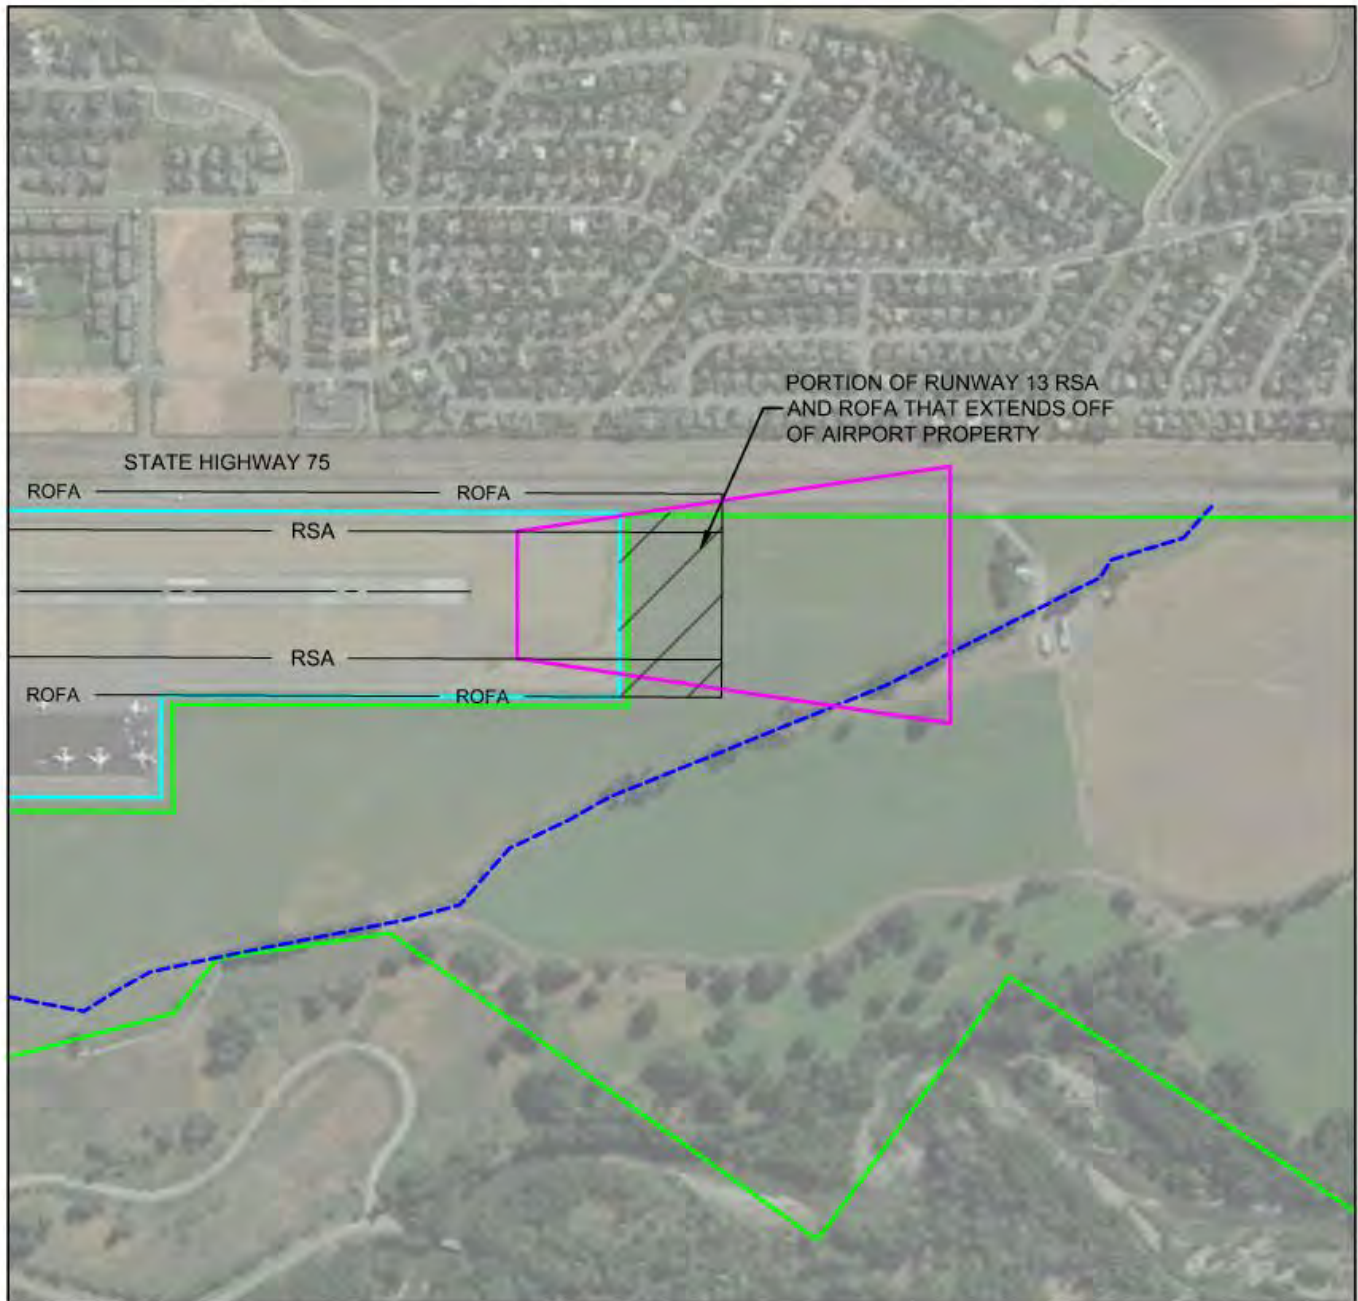 PORTION OF RUNWAY 13 RSA
AND ROFA THAT EXTENDS OFF
OF AIRPORT PROPERTY
STATE HIGHWAY 75
ROFA
ROFA
RSA
RSA
ROFA
ROFA